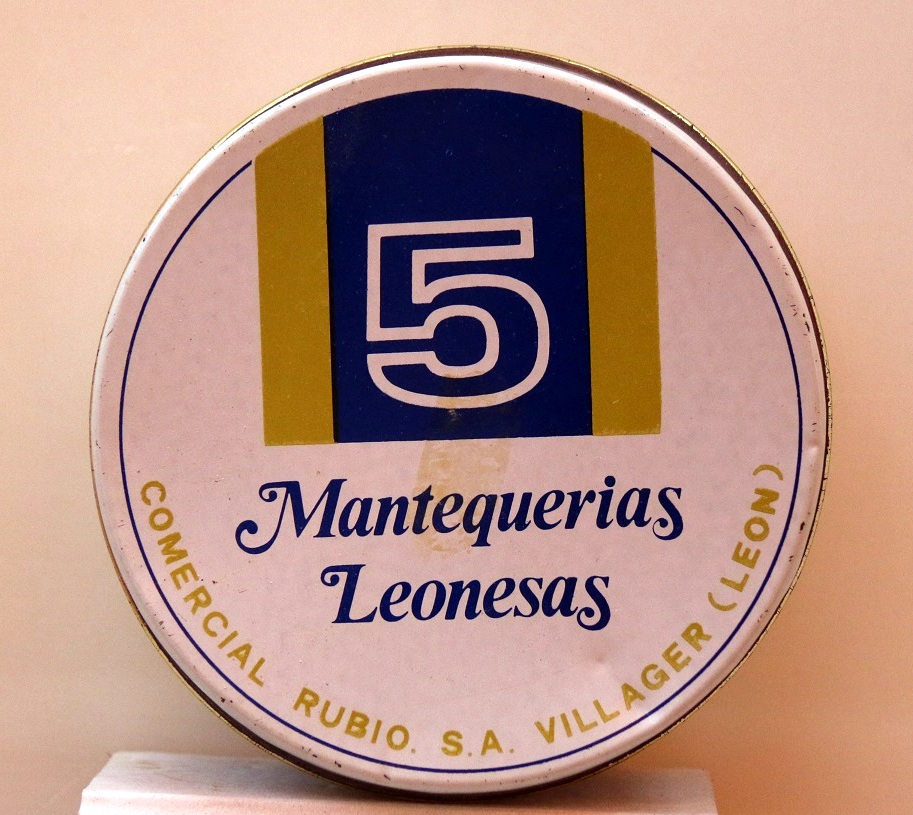 5
Mantequerias
Leonesas
COMERCIAL RUBIO. S.A. VILLAGER (LEON)